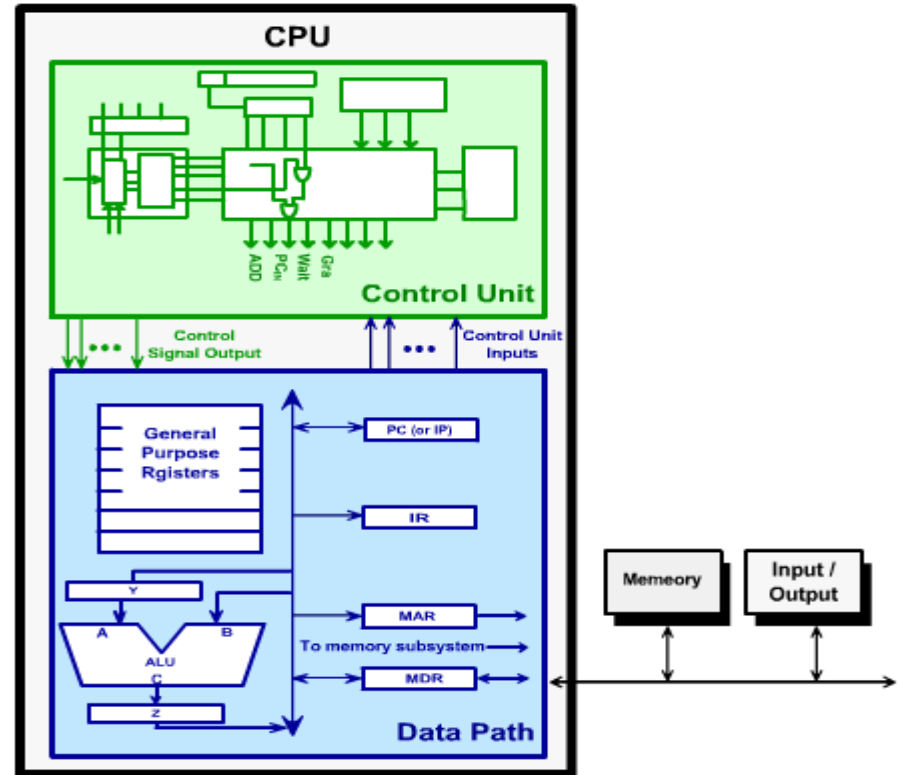 CPU
ADD
PCIN
Wait
Gra
Control Unit
Control
Signal Output
Control Unit
Inputs
General
Purpose
Rgisters
PC (or IP)
IR
Y
A
B
ALU
C
Z
MAR
To memory subsystem
MDR
Data Path
Memeory
Input /
Output